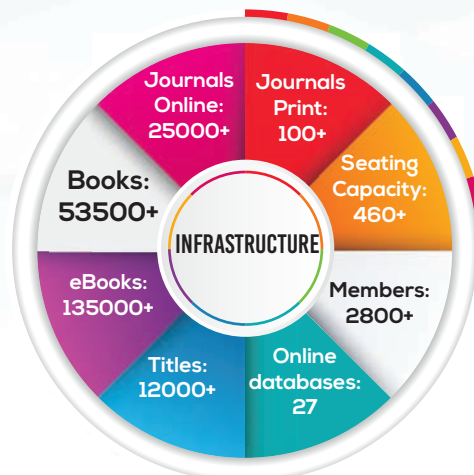 Journals
Online:
25000+
Journals
Print:
100+
Seating
Capacity:
460+
Members:
2800+
Online
databases:
27
Titles:
12000+
eBooks:
135000+
Books:
53500+
INFRASTRUCTURE